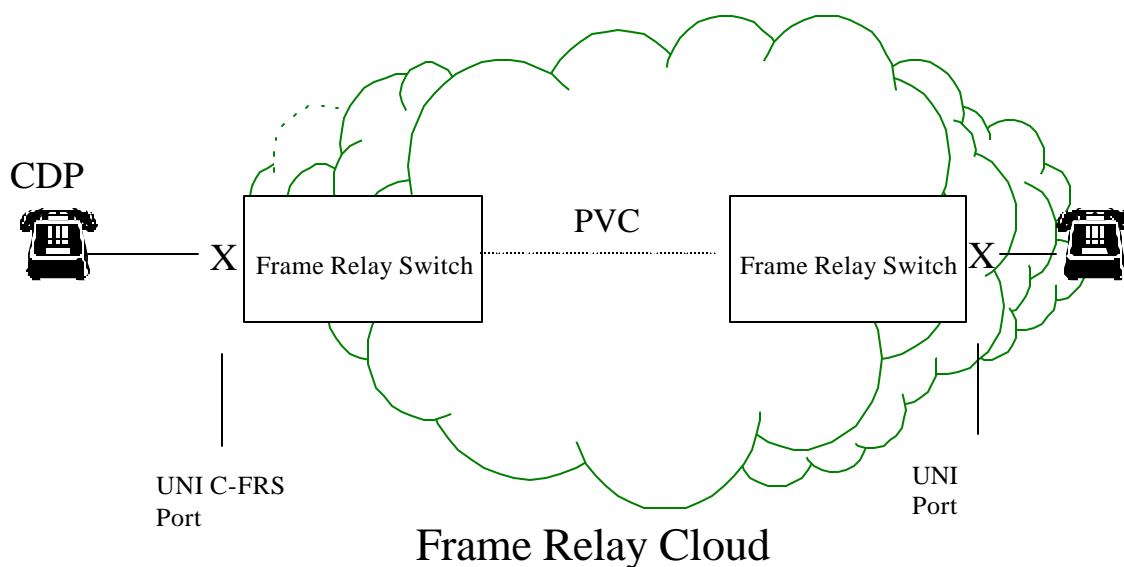 CDP
PVC
X
Frame Relay Switch
Frame Relay Switch
X
UNI C-FRS
Port
UNI
Port
Frame Relay Cloud